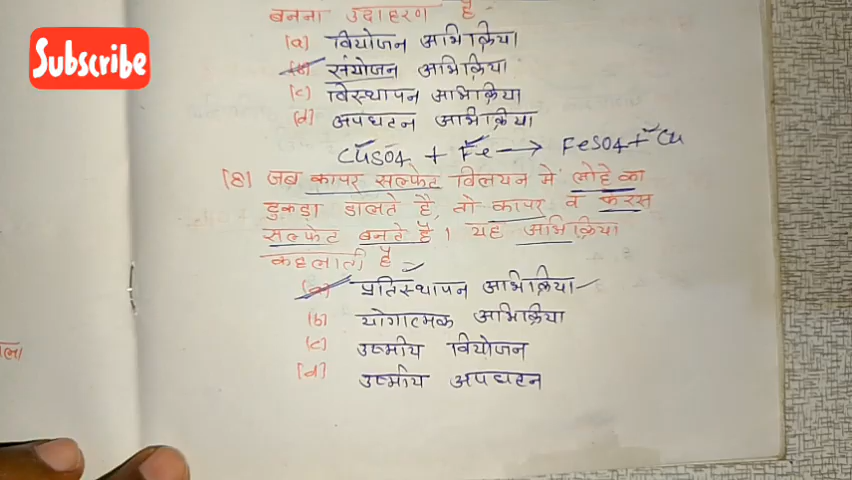 Subscribe
बनना उदाहरण है
(a) वियोजन अभिक्रिया
(b) संयोजन अभिक्रिया
(c) विस्थापन अभिक्रिया
(d) अपघटन अभिक्रिया
CuSO4 + Fe → FeSO4 + Cu
(8) जब कापर सल्फेट विलयन में लोहे का
टुकड़ा डालते है, तो कापर व फेरस
सल्फेट बनते है। यह अभिक्रिया
कहलाती है
(a) प्रतिस्थापन अभिक्रिया
(b) योगात्मक अभिक्रिया
(c) उष्मीय वियोजन
(d) उष्मीय अपघटन